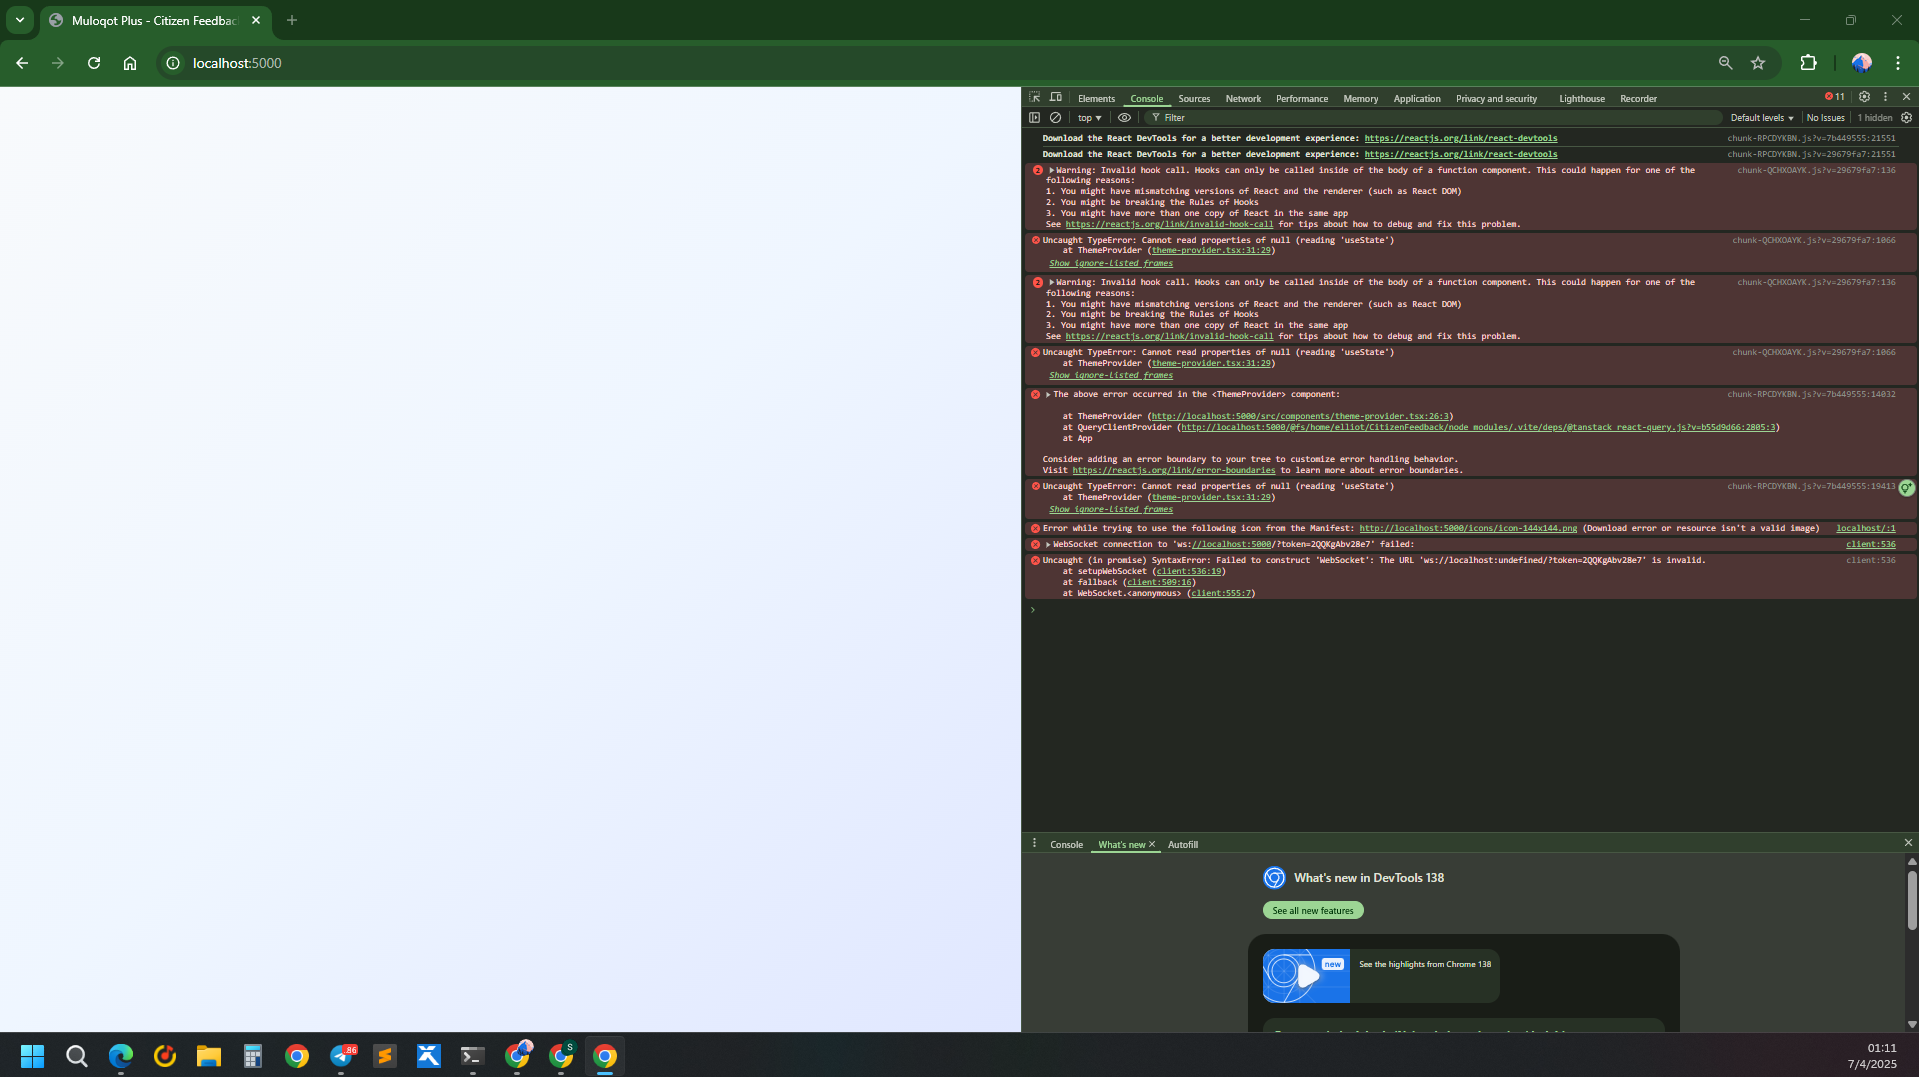 Muloqot Plus - Citizen Feedbac
localhost:5000
Elements Console Sources Network Performance Memory Application Privacy and security Lighthouse Recorder 11
top Filter Default levels No Issues 1 hidden
Download the React DevTools for a better development experience: https://reactjs.org/link/react-devtools chunk-RPCDYKBN.js?v=7b449555:21551
Download the React DevTools for a better development experience: https://reactjs.org/link/react-devtools chunk-RPCDYKBN.js?v=29679fa7:21551
2 Warning: Invalid hook call. Hooks can only be called inside of the body of a function component. This could happen for one of the chunk-QCHXOAYK.js?v=29679fa7:136
following reasons:
1. You might have mismatching versions of React and the renderer (such as React DOM)
2. You might be breaking the Rules of Hooks
3. You might have more than one copy of React in the same app
See https://reactjs.org/link/invalid-hook-call for tips about how to debug and fix this problem.
Uncaught TypeError: Cannot read properties of null (reading 'useState') chunk-QCHXOAYK.js?v=29679fa7:1066
at ThemeProvider (theme-provider.tsx:31:29)
Show ignore-listed frames
2 Warning: Invalid hook call. Hooks can only be called inside of the body of a function component. This could happen for one of the chunk-QCHXOAYK.js?v=29679fa7:136
following reasons:
1. You might have mismatching versions of React and the renderer (such as React DOM)
2. You might be breaking the Rules of Hooks
3. You might have more than one copy of React in the same app
See https://reactjs.org/link/invalid-hook-call for tips about how to debug and fix this problem.
Uncaught TypeError: Cannot read properties of null (reading 'useState') chunk-QCHXOAYK.js?v=29679fa7:1066
at ThemeProvider (theme-provider.tsx:31:29)
Show ignore-listed frames
The above error occurred in the <ThemeProvider> component: chunk-RPCDYKBN.js?v=7b449555:14032
at ThemeProvider (http://localhost:5000/src/components/theme-provider.tsx:26:3)
at QueryClientProvider (http://localhost:5000/@fs/home/elliot/CitizenFeedback/node_modules/.vite/deps/@tanstack_react-query.js?v=b55d9d66:2805:3)
at App
Consider adding an error boundary to your tree to customize error handling behavior.
Visit https://reactjs.org/link/error-boundaries to learn more about error boundaries.
Uncaught TypeError: Cannot read properties of null (reading 'useState') chunk-RPCDYKBN.js?v=7b449555:19413
at ThemeProvider (theme-provider.tsx:31:29)
Show ignore-listed frames
Error while trying to use the following icon from the Manifest: http://localhost:5000/icons/icon-144x144.png (Download error or resource isn't a valid image) localhost/:1
WebSocket connection to 'ws://localhost:5000/?token=2QQKgAbv28e7' failed: client:536
Uncaught (in promise) SyntaxError: Failed to construct 'WebSocket': The URL 'ws://localhost:undefined/?token=2QQKgAbv28e7' is invalid. client:536
at setupWebSocket (client:536:19)
at fallback (client:509:16)
at WebSocket.<anonymous> (client:555:7)
Console What's new Autofill
What's new in DevTools 138
See all new features
new See the highlights from Chrome 138
86
S
01:11
7/4/2025